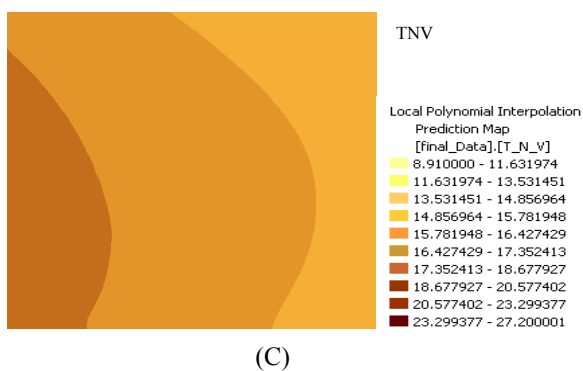 TNV
Local Polynomial Interpolation
Prediction Map
[final_Data].[T_N_V]
8.910000 - 11.631974
11.631974 - 13.531451
13.531451 - 14.856964
14.856964 - 15.781948
15.781948 - 16.427429
16.427429 - 17.352413
17.352413 - 18.677927
18.677927 - 20.577402
20.577402 - 23.299377
23.299377 - 27.200001
(C)